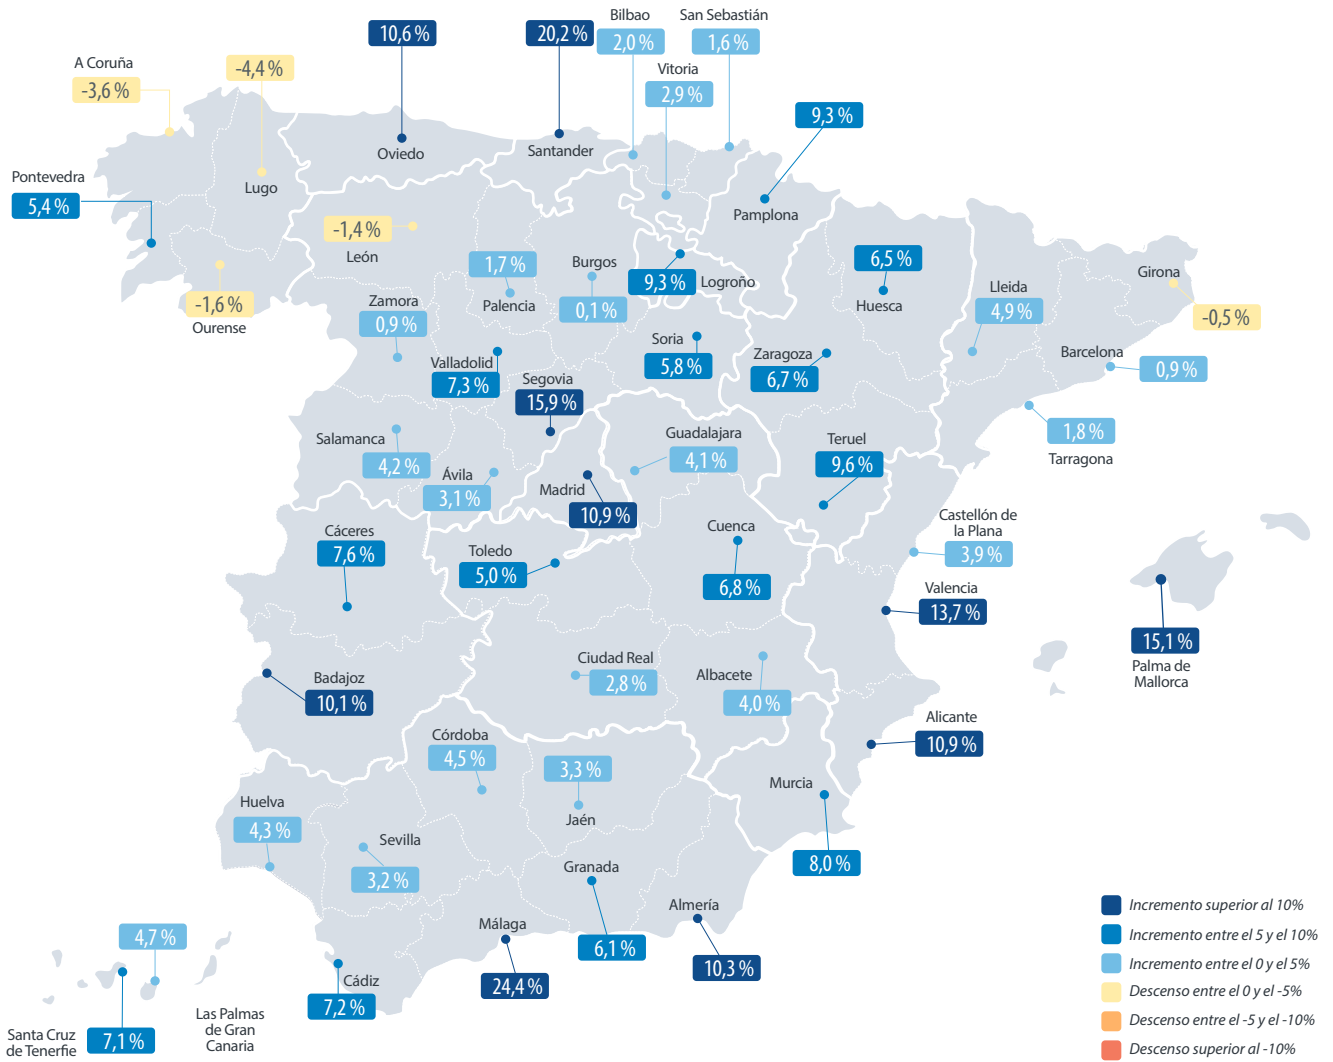 10,6 %
20,2 %
Bilbao
2,0 %
San Sebastián
1,6 %
A Coruña
-3,6 %
-4,4 %
Vitoria
2,9 %
9,3 %
Oviedo
Santander
Pontevedra
5,4 %
Lugo
Pamplona
-1,4 %
León
1,7 %
Palencia
Burgos
0,1 %
9,3 %
Logroño
6,5 %
Huesca
Lleida
4,9 %
Girona
-0,5 %
-1,6 %
Ourense
Zamora
0,9 %
Valladolid
7,3 %
Soria
5,8 %
Zaragoza
6,7 %
Barcelona
0,9 %
Segovia
15,9 %
1,8 %
Tarragona
Salamanca
4,2 %
Ávila
3,1 %
Guadalajara
4,1 %
Teruel
9,6 %
Madrid
10,9 %
Cáceres
7,6 %
Toledo
5,0 %
Cuenca
6,8 %
Castellón de
la Plana
3,9 %
Valencia
13,7 %
15,1 %
Palma de
Mallorca
Badajoz
10,1 %
Ciudad Real
2,8 %
Albacete
4,0 %
Alicante
10,9 %
Córdoba
4,5 %
3,3 %
Jaén
Murcia
8,0 %
Huelva
4,3 %
Sevilla
3,2 %
Granada
6,1 %
Almería
10,3 %
Málaga
24,4 %
Cádiz
7,2 %
4,7 %
Las Palmas
de Gran
Canaria
Santa Cruz
de Tenerfie
7,1 %
Incremento superior al 10%
Incremento entre el 5 y el 10%
Incremento entre el 0 y el 5%
Descenso entre el 0 y el -5%
Descenso entre el -5 y el -10%
Descenso superior al -10%